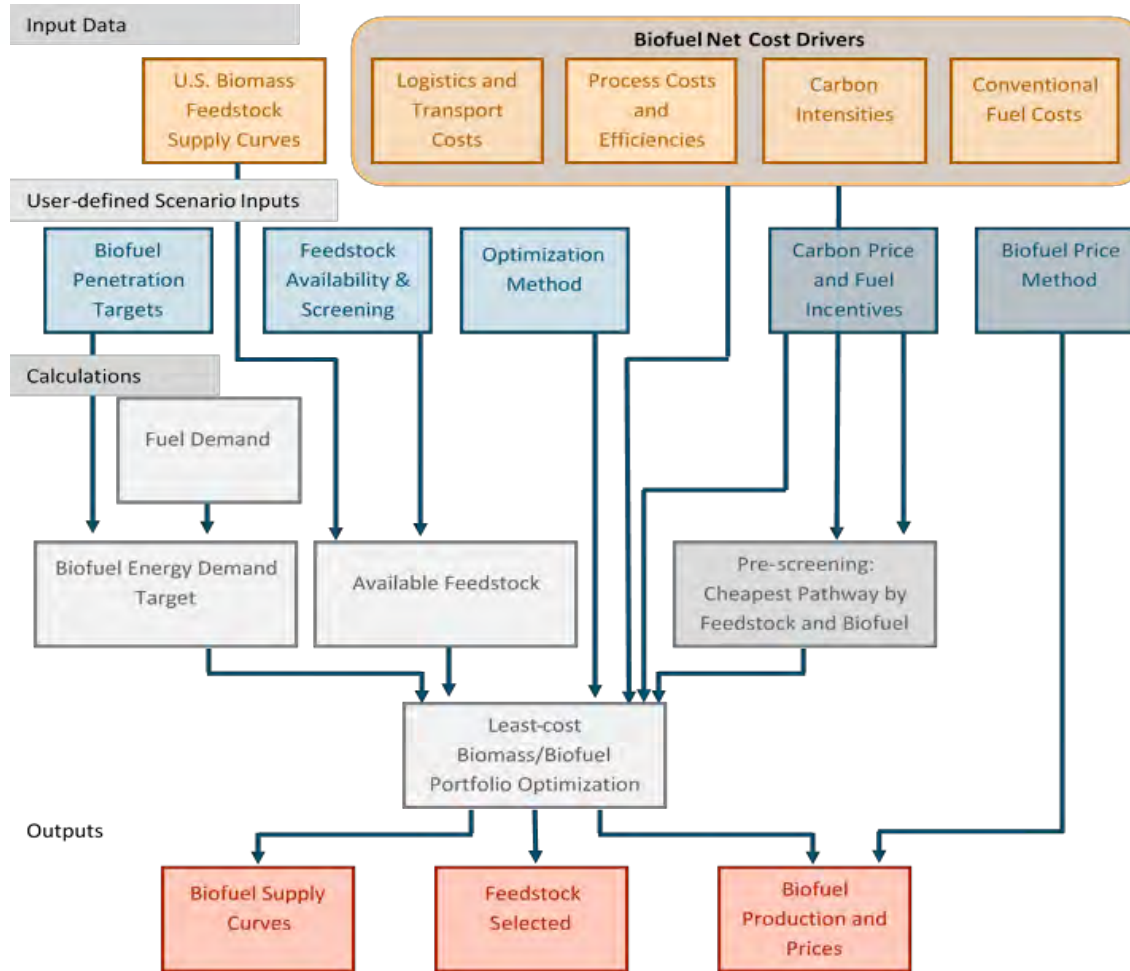 Input Data
Biofuel Net Cost Drivers
U.S. Biomass
Feedstock
Supply Curves
Logistics and
Transport
Costs
Process Costs
and
Efficiencies
Carbon
Intensities
Conventional
Fuel Costs
User-defined Scenario Inputs
Biofuel
Penetration
Targets
Feedstock
Availability &
Screening
Optimization
Method
Carbon Price
and Fuel
Incentives
Biofuel Price
Method
Calculations
Fuel Demand
Biofuel Energy Demand
Target
Available Feedstock
Pre-screening:
Cheapest Pathway by
Feedstock and Biofuel
Least-cost
Biomass/Biofuel
Portfolio Optimization
Outputs
Biofuel Supply
Curves
Feedstock
Selected
Biofuel
Production and
Prices